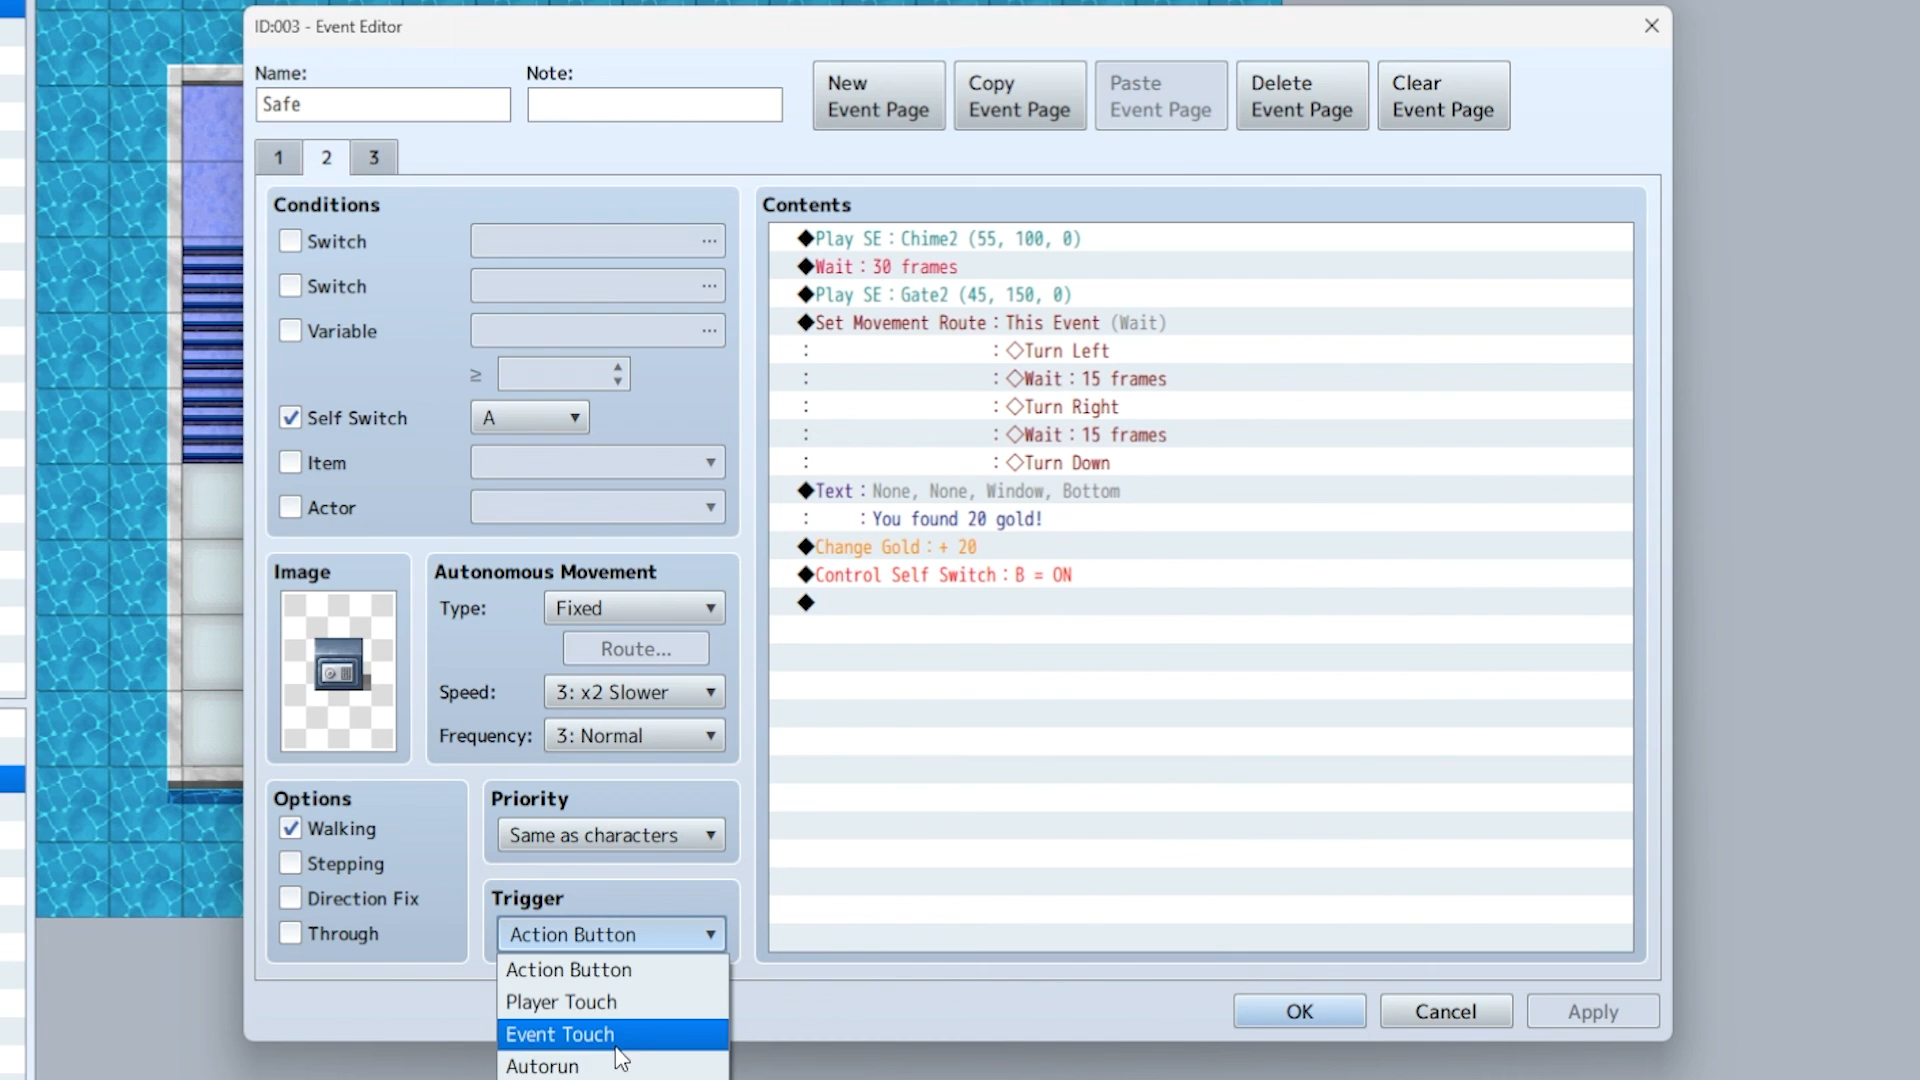 ID:003 - Event Editor
Name:
Note:
Safe
New
Event Page
Copy
Event Page
Paste
Event Page
Delete
Event Page
Clear
Event Page
1
2
3
Conditions
Switch
...
Switch
...
Variable
...
≥
Self Switch
A
Item
Actor
Image
Autonomous Movement
Type:
Fixed
Route...
Speed:
3: x2 Slower
Frequency:
3: Normal
Options
Walking
Stepping
Direction Fix
Through
Priority
Same as characters
Trigger
Action Button
Action Button
Player Touch
Event Touch
Autorun
Contents
◆Play SE : Chime2 (55, 100, 0)
◆Wait : 30 frames
◆Play SE : Gate2 (45, 150, 0)
◆Set Movement Route : This Event (Wait)
: : ◇Turn Left
: : ◇Wait : 15 frames
: : ◇Turn Right
: : ◇Wait : 15 frames
: : ◇Turn Down
◆Text : None, None, Window, Bottom
: : You found 20 gold!
◆Change Gold : + 20
◆Control Self Switch : B = ON
◆
OK
Cancel
Apply